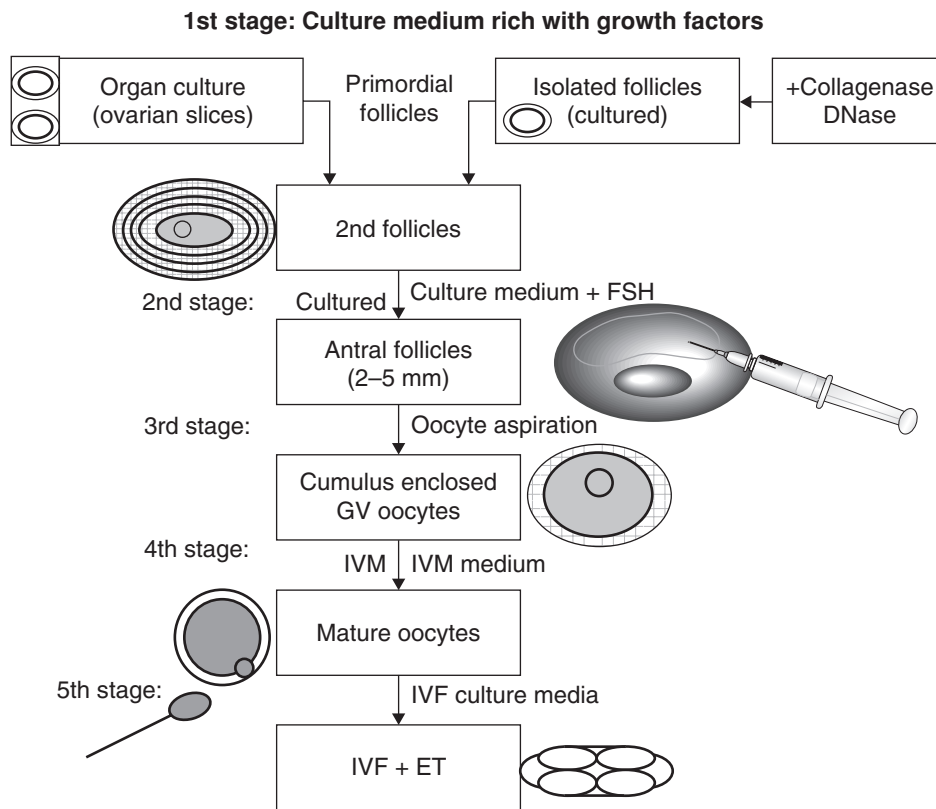 1st stage: Culture medium rich with growth factors
Organ culture
(ovarian slices)
Primordial
follicles
Isolated follicles
(cultured)
+Collagenase
DNase
2nd follicles
2nd stage:
Cultured
Culture medium + FSH
Antral follicles
(2–5 mm)
3rd stage:
Oocyte aspiration
Cumulus enclosed
GV oocytes
4th stage:
IVM
IVM medium
Mature oocytes
5th stage:
IVF culture media
IVF + ET